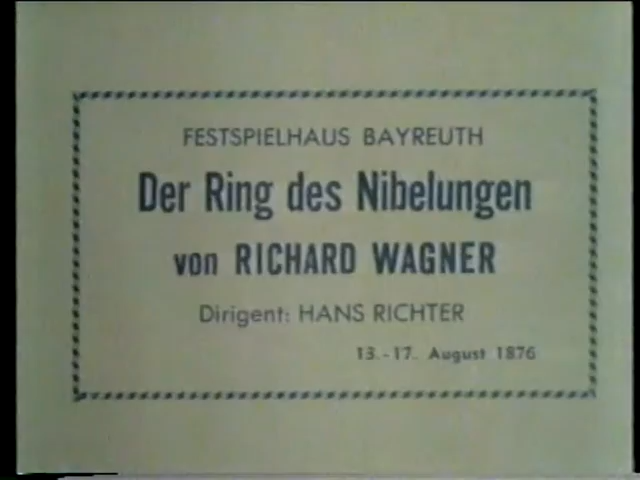 FESTSPIELHAUS BAYREUTH
Der Ring des Nibelungen
von RICHARD WAGNER
Dirigent: HANS RICHTER
13.-17. August 1876